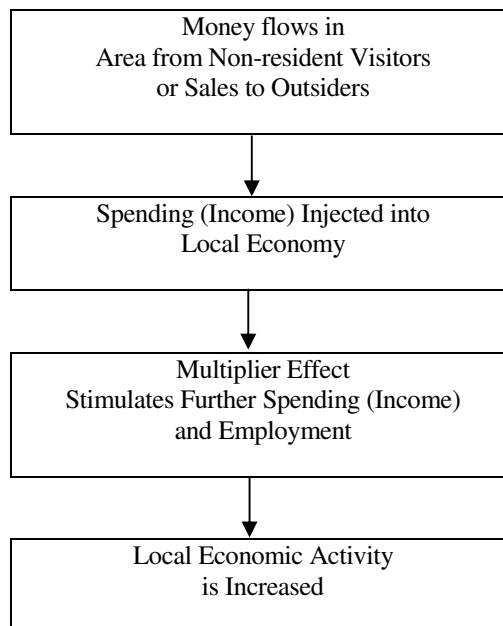 Money flows in
Area from Non-resident Visitors
or Sales to Outsiders
Spending (Income) Injected into
Local Economy
Multiplier Effect
Stimulates Further Spending (Income)
and Employment
Local Economic Activity
is Increased